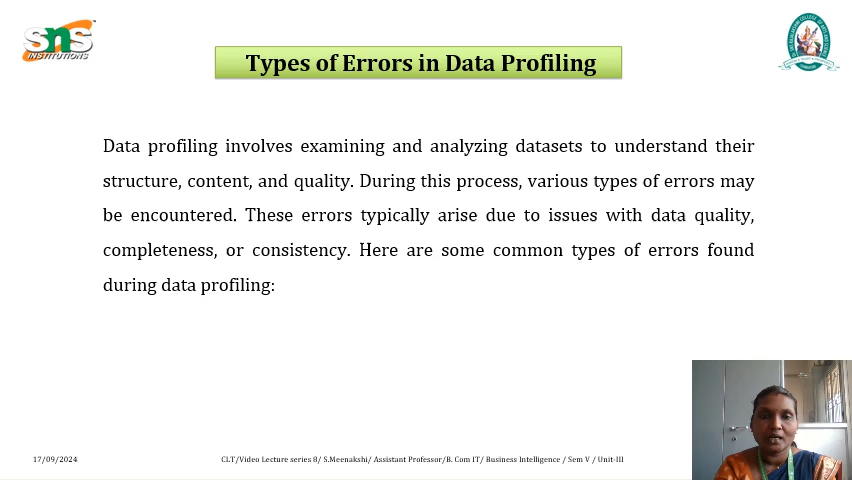 SNS
INSTITUTIONS
Types of Errors in Data Profiling
Data profiling involves examining and analyzing datasets to understand their
structure, content, and quality. During this process, various types of errors may
be encountered. These errors typically arise due to issues with data quality,
completeness, or consistency. Here are some common types of errors found
during data profiling:
17/09/2024
CLT/Video Lecture series 8/ S.Meenakshi/ Assistant Professor/B. Com IT/ Business Intelligence / Sem V / Unit-III